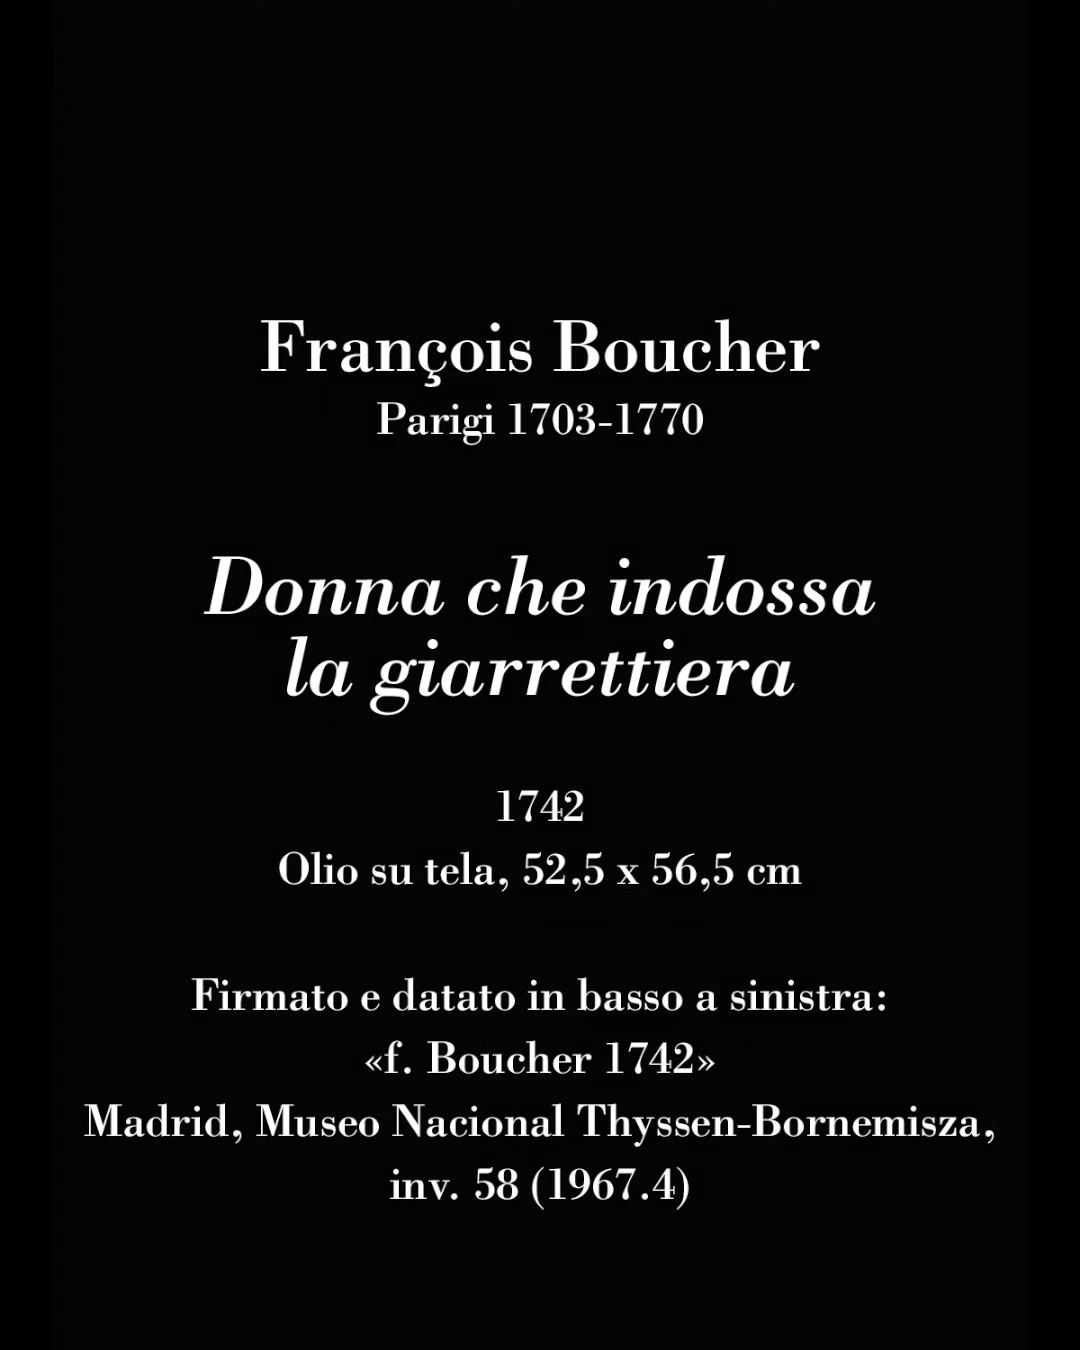 François Boucher
Parigi 1703-1770
Donna che indossa
la giarrettiera
1742
Olio su tela, 52,5 x 56,5 cm
Firmato e datato in basso a sinistra:
«f. Boucher 1742»
Madrid, Museo Nacional Thyssen-Bornemisza,
inv. 58 (1967.4)